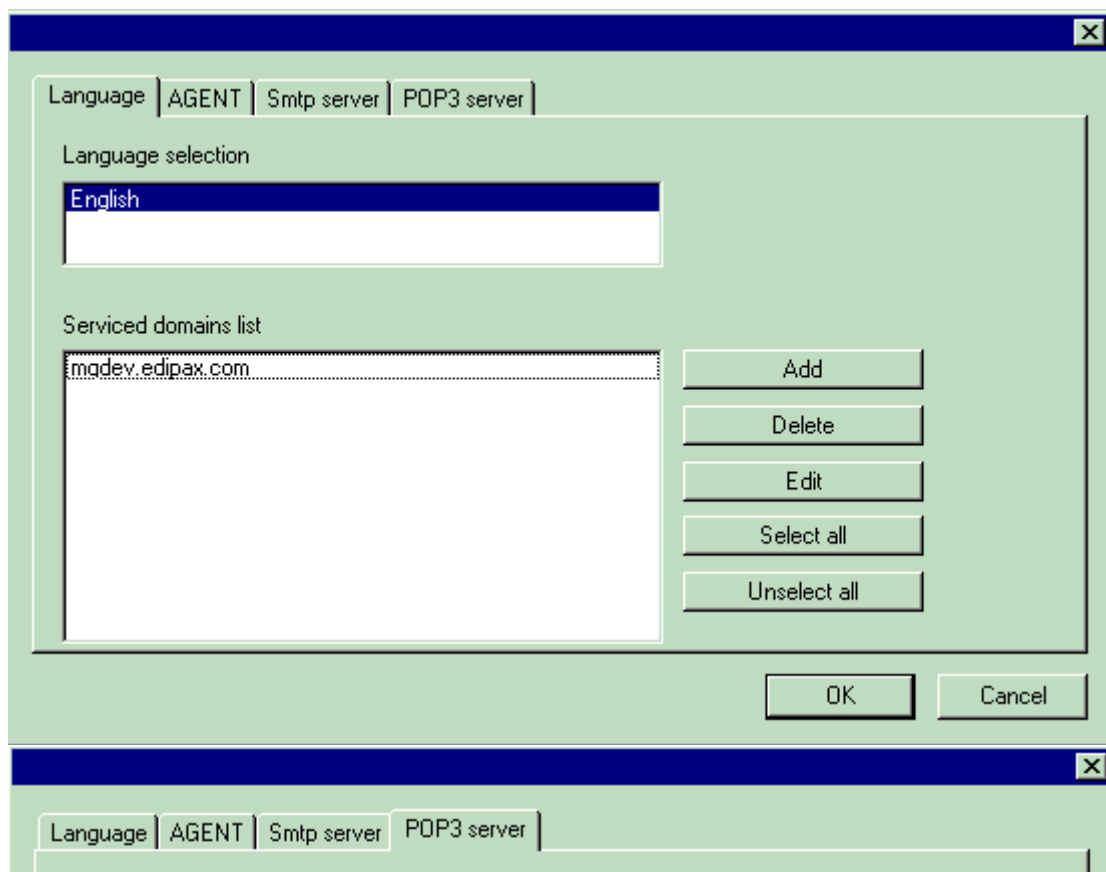 Language AGENT Smtp server POP3 server
Language selection
English
Serviced domains list
mqdev.edipax.com
Add
Delete
Edit
Select all
Unselect all
OK Cancel
Language AGENT Smtp server POP3 server